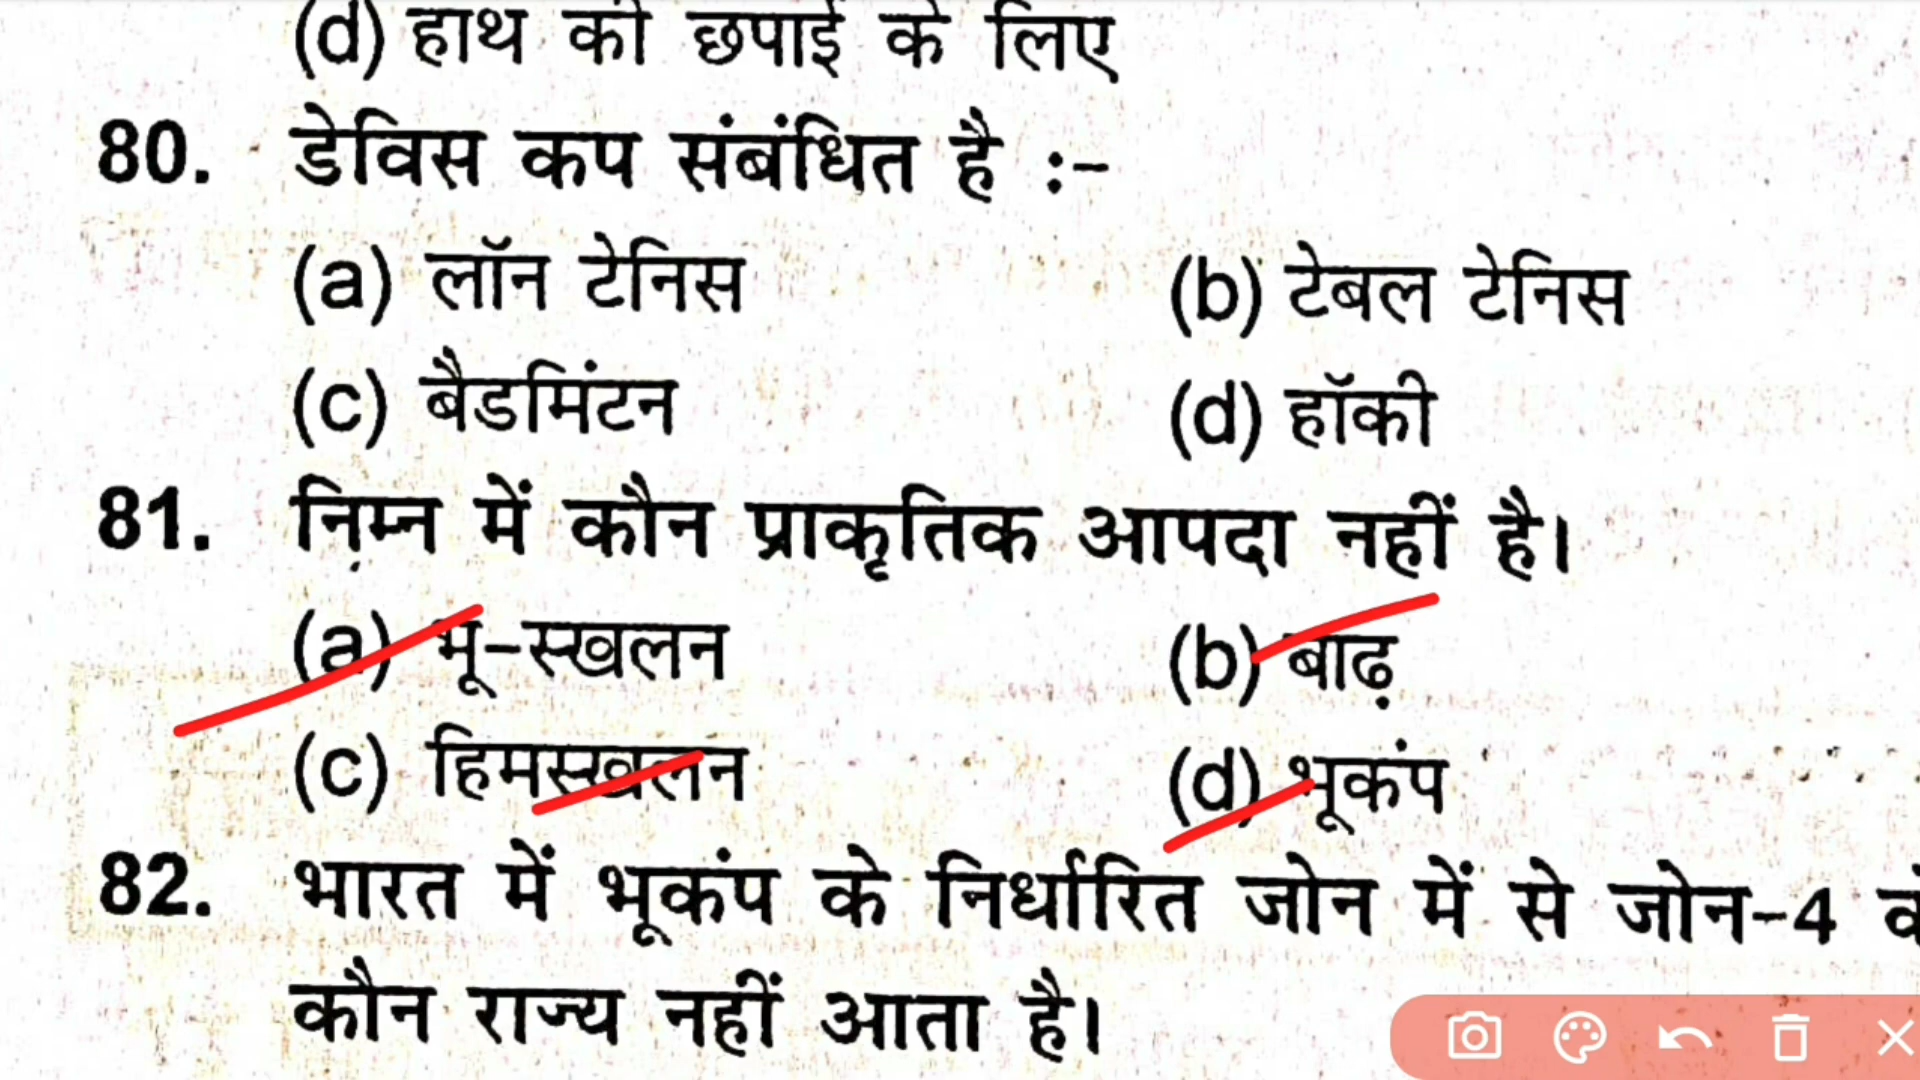 (d) हाथ की छपाई के लिए
80. डेविस कप संबंधित है :-
(a) लॉन टेनिस (b) टेबल टेनिस
(c) बैडमिंटन (d) हॉकी
81. निम्न में कौन प्राकृतिक आपदा नहीं है।
(a) भू-स्खलन (b) बाढ़
(c) हिमस्खलन (d) भूकंप
82. भारत में भूकंप के निर्धारित जोन में से जोन-4
कौन राज्य नहीं आता है।